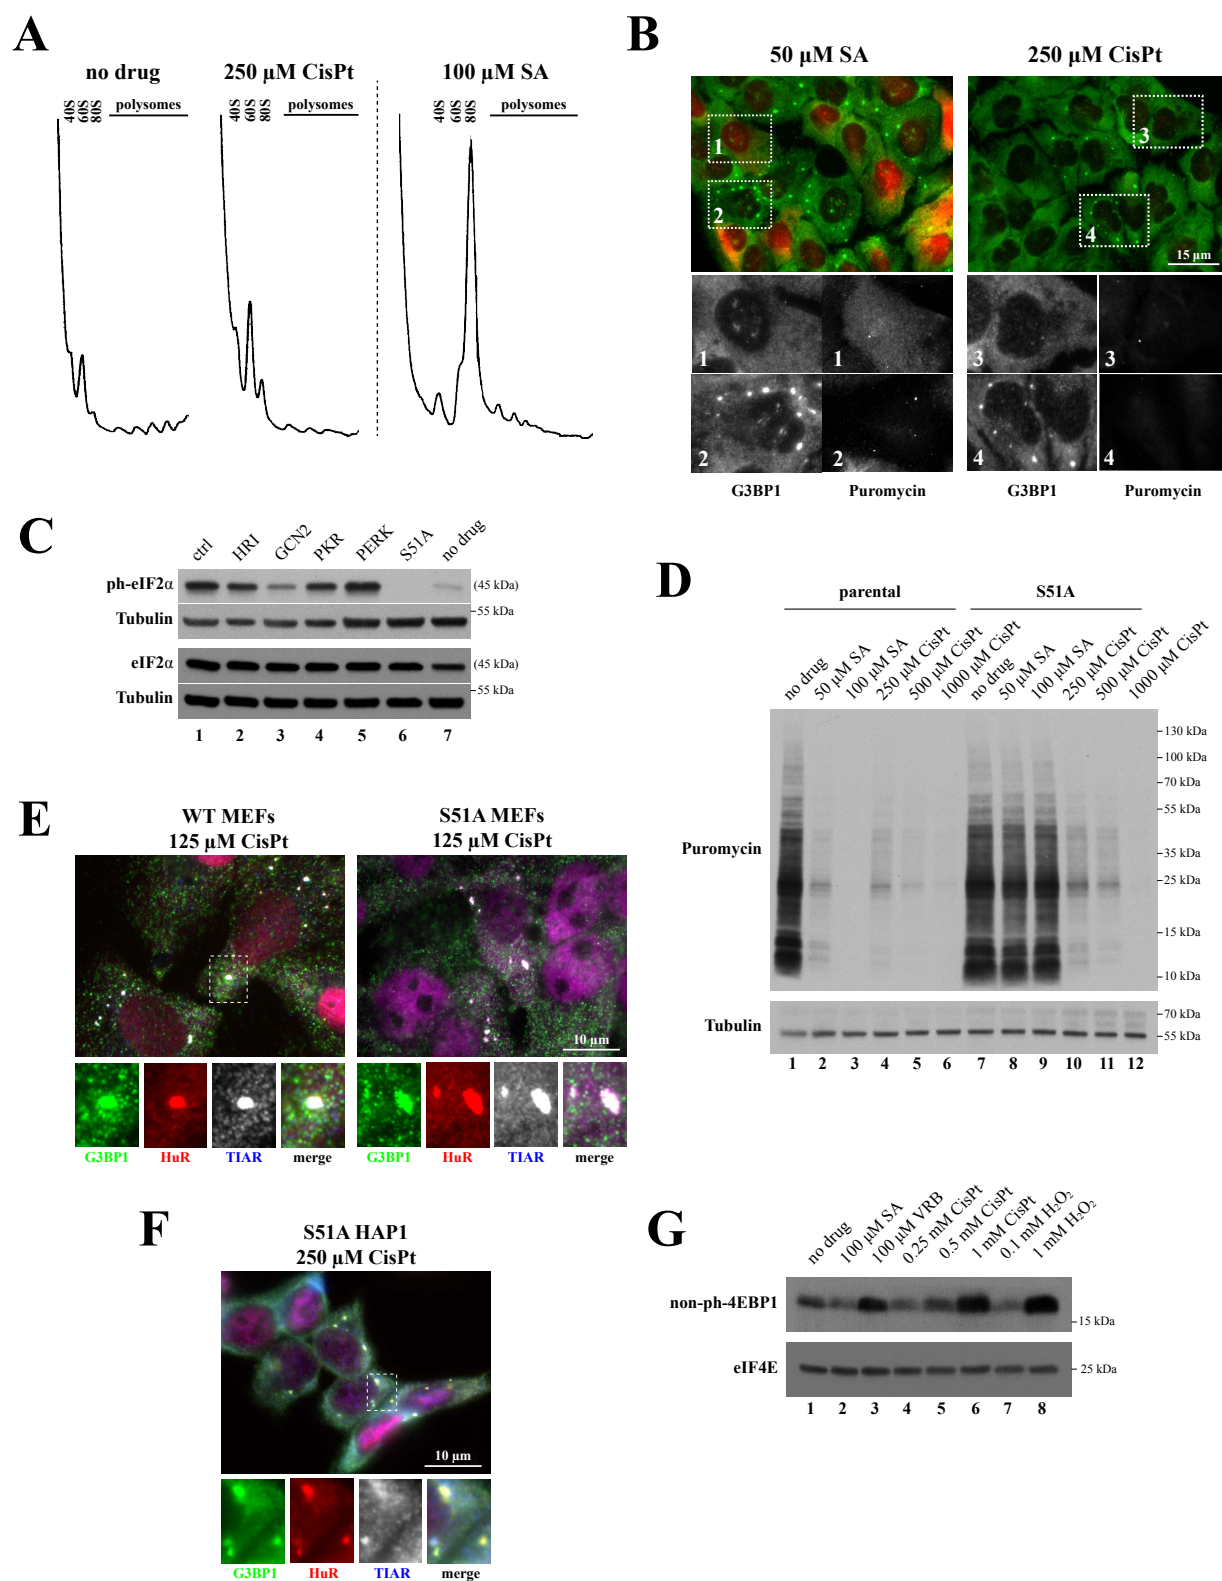 A
no drug
250 µM CisPt
100 µM SA
40S
60S
80S
polysomes
40S
60S
80S
polysomes
40S
60S
80S
polysomes
B
50 µM SA
250 µM CisPt
1
2
3
4
15 µm
1
1
3
3
2
2
4
4
G3BP1
Puromycin
G3BP1
Puromycin
C
ctrl
HRI
GCN2
PKR
PERK
S51A
no drug
ph-eIF2α
(45 kDa)
Tubulin
55 kDa
eIF2α
(45 kDa)
Tubulin
55 kDa
1 2 3 4 5 6 7
D
parental
S51A
no drug
50 µM SA
100 µM SA
250 µM CisPt
500 µM CisPt
1000 µM CisPt
no drug
50 µM SA
100 µM SA
250 µM CisPt
500 µM CisPt
1000 µM CisPt
Puromycin
130 kDa
100 kDa
70 kDa
55 kDa
35 kDa
25 kDa
15 kDa
10 kDa
Tubulin
70 kDa
55 kDa
1 2 3 4 5 6 7 8 9 10 11 12
E
WT MEFs
125 µM CisPt
S51A MEFs
125 µM CisPt
10 µm
G3BP1
HuR
TIAR
merge
G3BP1
HuR
TIAR
merge
F
S51A HAP1
250 µM CisPt
10 µm
G3BP1
HuR
TIAR
merge
G
no drug
100 µM SA
100 µM VRB
0.25 mM CisPt
0.5 mM CisPt
1 mM CisPt
0.1 mM H₂O₂
1 mM H₂O₂
non-ph-4EBP1
15 kDa
eIF4E
25 kDa
1 2 3 4 5 6 7 8